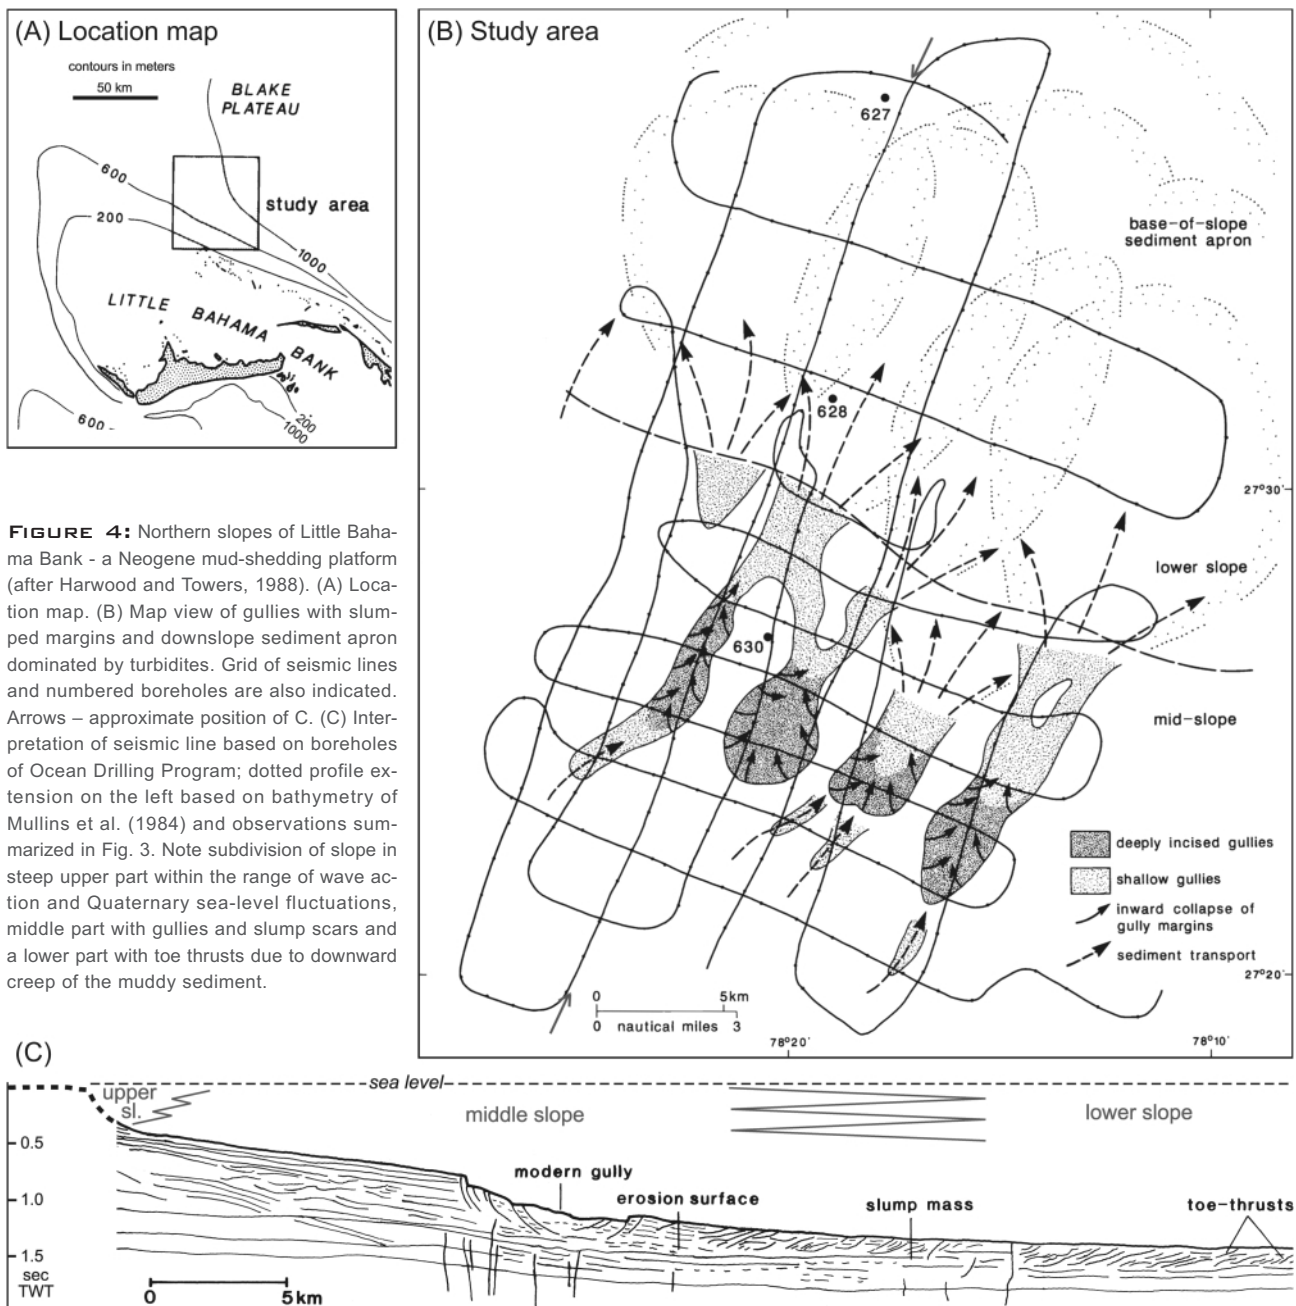 (A) Location map
contours in meters
50 km
BLAKE
PLATEAU
600
200
study area
1000
LITTLE BAHAMA BANK
600
200
1000
FIGURE 4: Northern slopes of Little Baha-
ma Bank - a Neogene mud-shedding platform
(after Harwood and Towers, 1988). (A) Loca-
tion map. (B) Map view of gullies with slum-
ped margins and downslope sediment apron
dominated by turbidites. Grid of seismic lines
and numbered boreholes are also indicated.
Arrows – approximate position of C. (C) Inter-
pretation of seismic line based on boreholes
of Ocean Drilling Program; dotted profile ex-
tension on the left based on bathymetry of
Mullins et al. (1984) and observations sum-
marized in Fig. 3. Note subdivision of slope in
steep upper part within the range of wave ac-
tion and Quaternary sea-level fluctuations,
middle part with gullies and slump scars and
a lower part with toe thrusts due to downward
creep of the muddy sediment.
(B) Study area
627
base-of-slope
sediment apron
628
27°30'
lower slope
630
mid-slope
deeply incised gullies
shallow gullies
inward collapse of
gully margins
sediment transport
27°20'
0 5km
0 nautical miles 3
78°20'
78°10'
(C)
sea level
upper
sl.
middle slope
lower slope
0.5
modern gully
erosion surface
slump mass
toe-thrusts
1.0
1.5
sec
TWT
0 5km